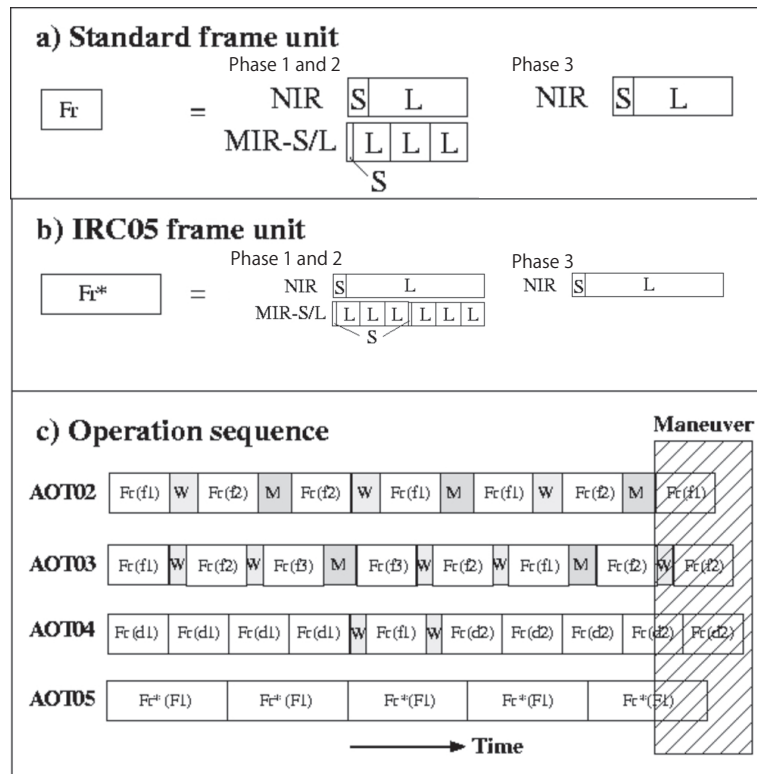 a) Standard frame unit
Phase 1 and 2
Phase 3
Fr = NIR S L NIR S L
MIR-S/L L L L
S
b) IRC05 frame unit
Phase 1 and 2
Phase 3
Fr* = NIR S L NIR S L
MIR-S/L L L L L L L
S
c) Operation sequence
Maneuver
AOT02 Fr(f1) W Fr(f2) M Fr(f2) W Fr(f1) M Fr(f1) W Fr(f2) M Fr(f1)
AOT03 Fr(f1) W Fr(f2) W Fr(f3) M Fr(f3) W Fr(f2) W Fr(f1) M Fr(f2) W Fr(f2)
AOT04 Fr(d1) Fr(d1) Fr(d1) Fr(d1) W Fr(f1) W Fr(d2) Fr(d2) Fr(d2) Fr(d2) Fr(d2)
AOT05 Fr*(F1) Fr*(F1) Fr*(F1) Fr*(F1) Fr*(F1)
Time